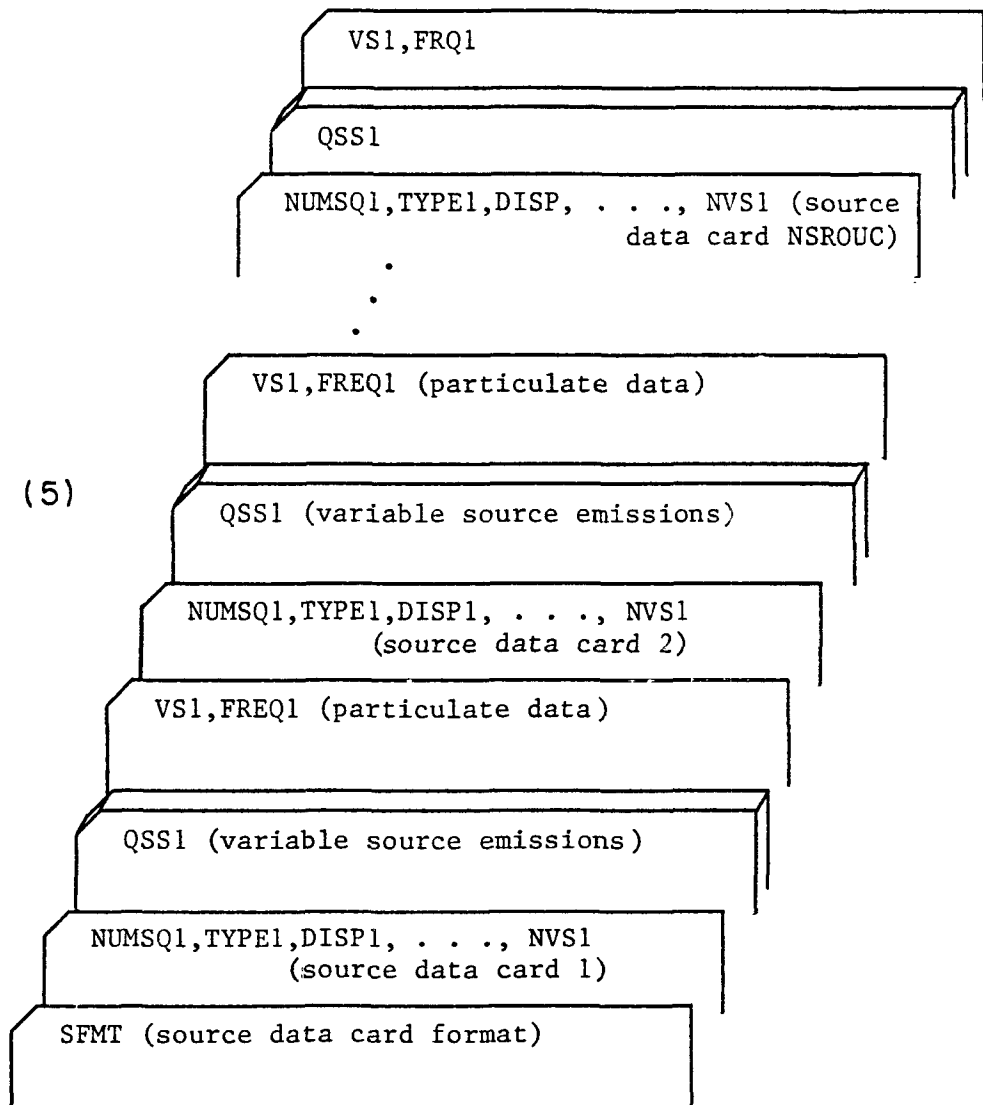 VS1,FRQ1
QSS1
NUMSQ1,TYPE1,DISP, . . ., NVS1 (source
data card NSROUC)
VS1,FREQ1 (particulate data)
(5)
QSS1 (variable source emissions)
NUMSQ1,TYPE1,DISP1, . . ., NVS1
(source data card 2)
VS1,FREQ1 (particulate data)
QSS1 (variable source emissions)
NUMSQ1,TYPE1,DISP1, . . ., NVS1
(source data card 1)
SFMT (source data card format)